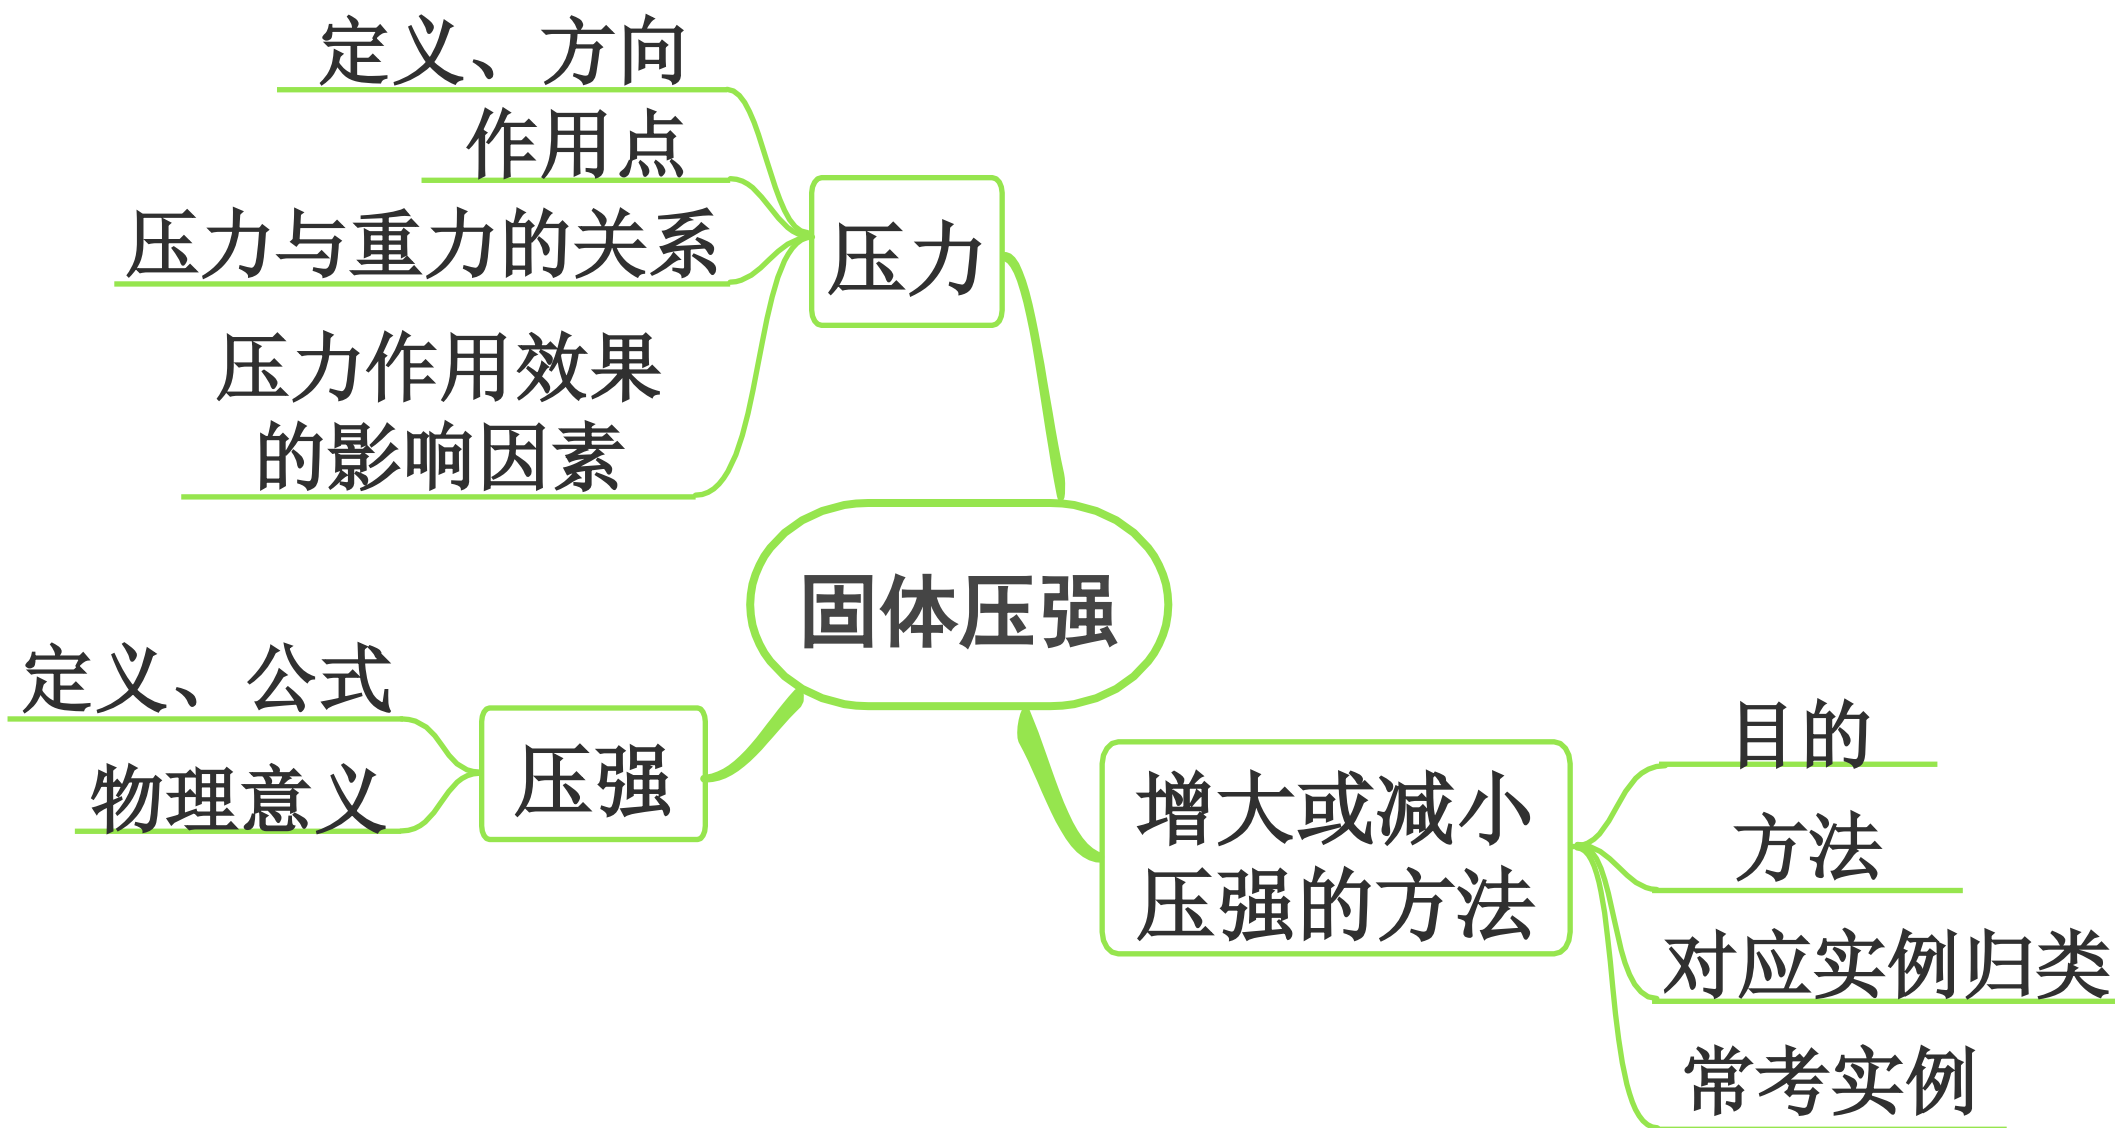 定义、方向
作用点
压力与重力的关系
压力作用效果
的影响因素
压力
固体压强
定义、公式
物理意义
压强
增大或减小
压强的方法
目的
方法
对应实例归类
常考实例